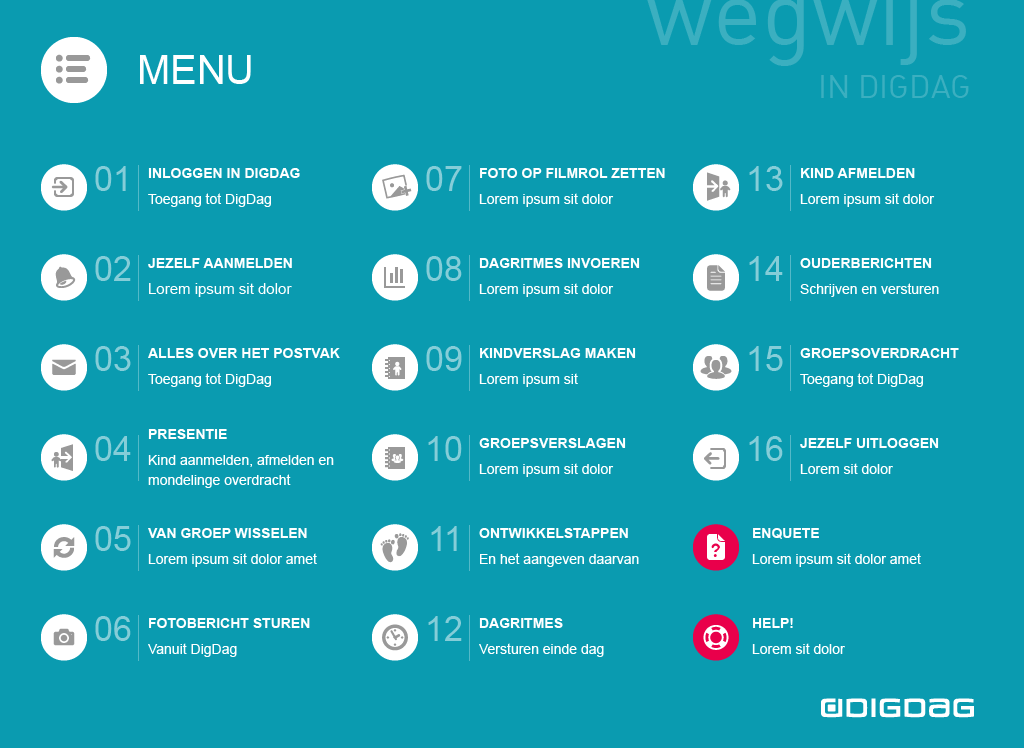 wegwijs
IN DIGDAG
MENU
01
INLOGGEN IN DIGDAG
Toegang tot DigDag
02
JEZELF AANMELDEN
Lorem ipsum sit dolor
03
ALLES OVER HET POSTVAK
Toegang tot DigDag
04
PRESENTIE
Kind aanmelden, afmelden en
mondelinge overdracht
05
VAN GROEP WISSELEN
Lorem ipsum sit dolor amet
06
FOTOBERICHT STUREN
Vanuit DigDag
07
FOTO OP FILMROL ZETTEN
Lorem ipsum sit dolor
08
DAGRITMES INVOEREN
Lorem ipsum sit dolor
09
KINDVERSLAG MAKEN
Lorem ipsum sit
10
GROEPSVERSLAGEN
Lorem ipsum sit dolor
11
ONTWIKKELSTAPPEN
En het aangeven daarvan
12
DAGRITMES
Versturen einde dag
13
KIND AFMELDEN
Lorem ipsum sit dolor
14
OUDERBERICHTEN
Schrijven en versturen
15
GROEPSOVERDRACHT
Toegang tot DigDag
16
JEZELF UITLOGGEN
Lorem sit dolor
?
ENQUETE
Lorem ipsum sit dolor amet
HELP!
Lorem sit dolor
DIGDAG